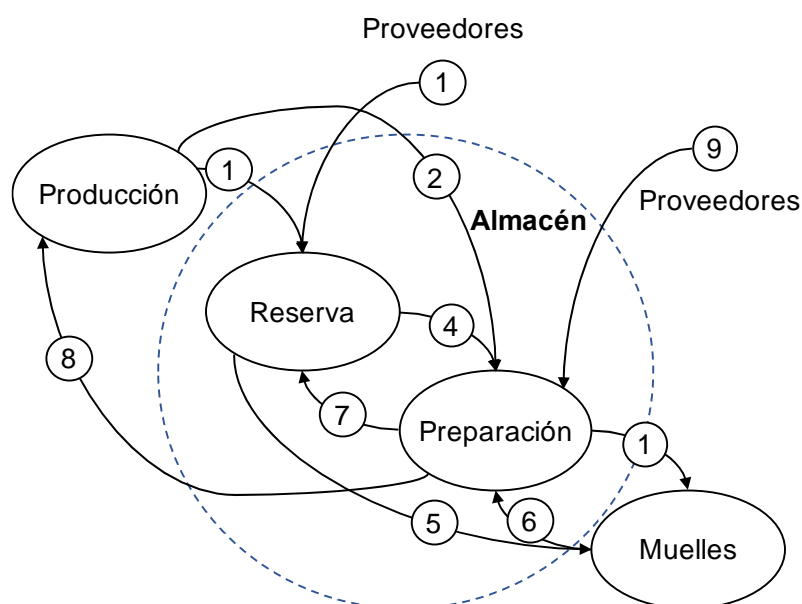 Proveedores
1
9
Producción
1
2
Proveedores
Almacén
Reserva
4
8
7
Preparación
1
5
6
Muelles